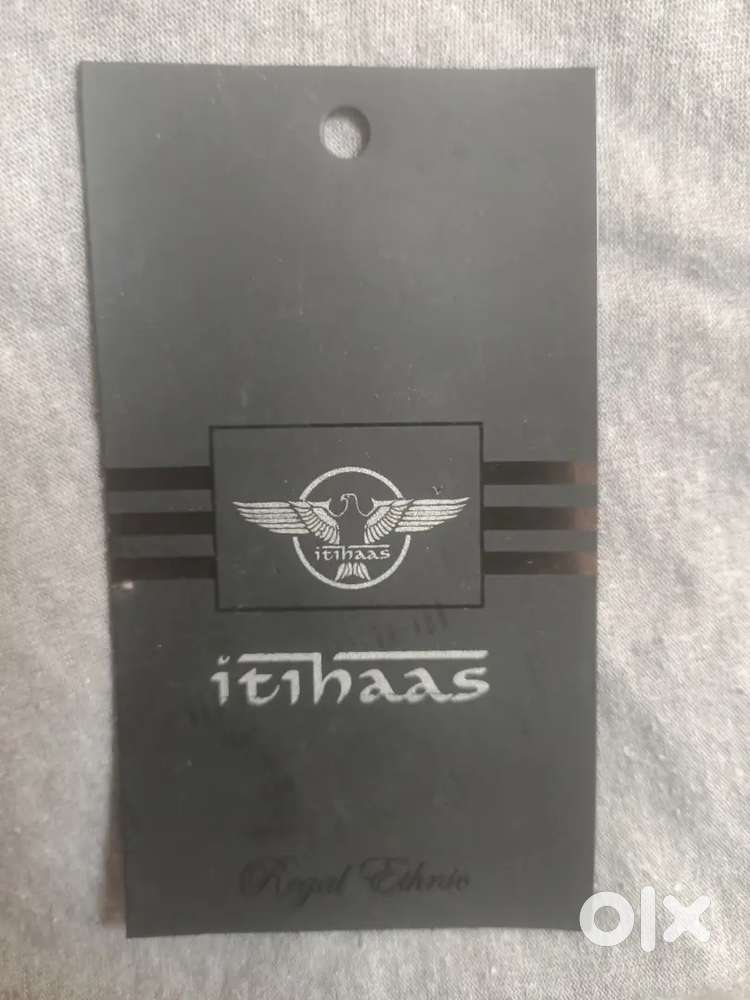 itihaas
itihaas
Regal Ethnic
olx